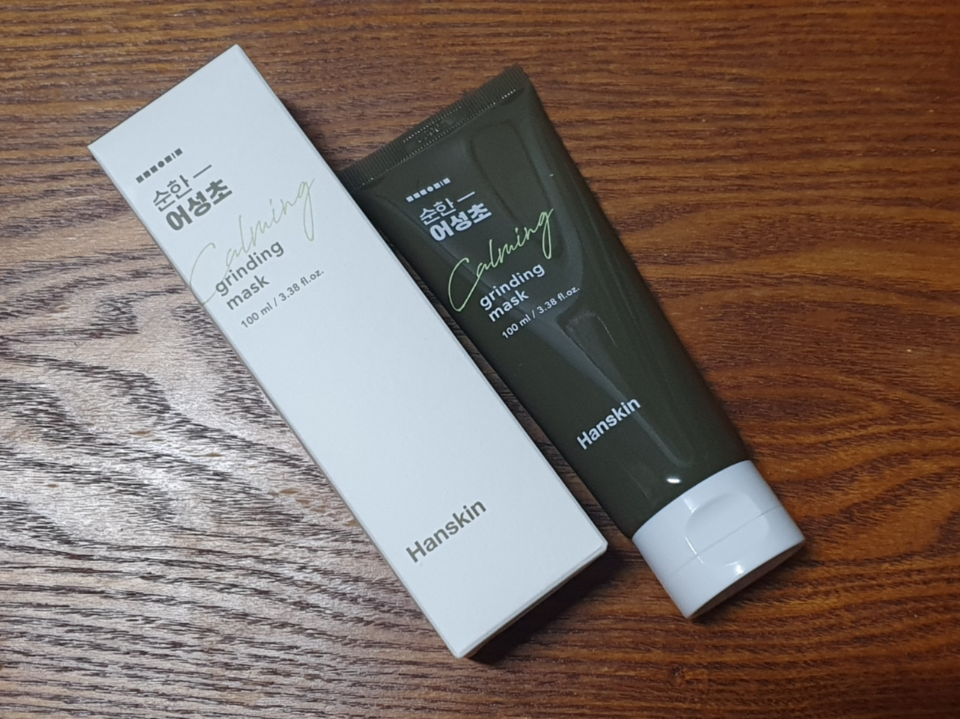 순한 —
어성초
Calming
grinding
mask
100 ml / 3.38 fl.oz.
Hanskin
순한 —
어성초
Calming
grinding
mask
100 ml / 3.38 fl.oz.
Hanskin